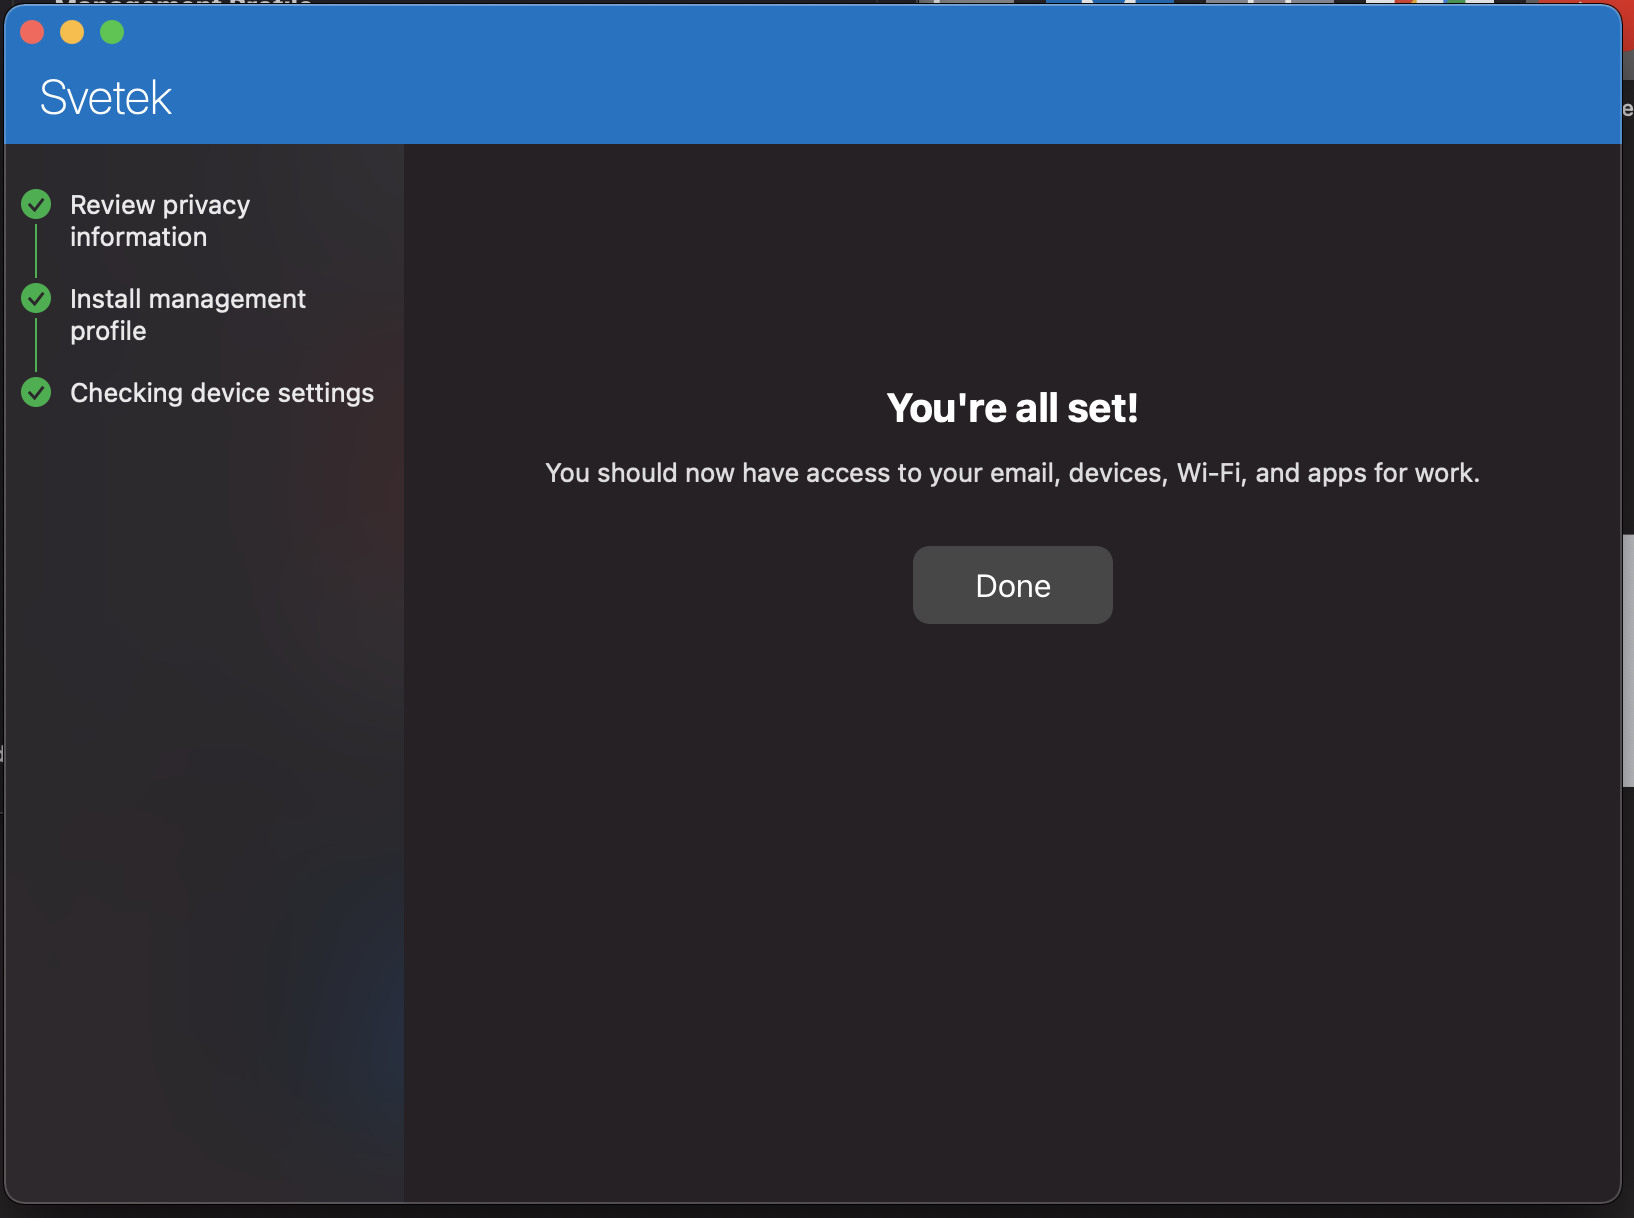 Svetek
Review privacy
information
Install management
profile
Checking device settings
You're all set!
You should now have access to your email, devices, Wi-Fi, and apps for work.
Done